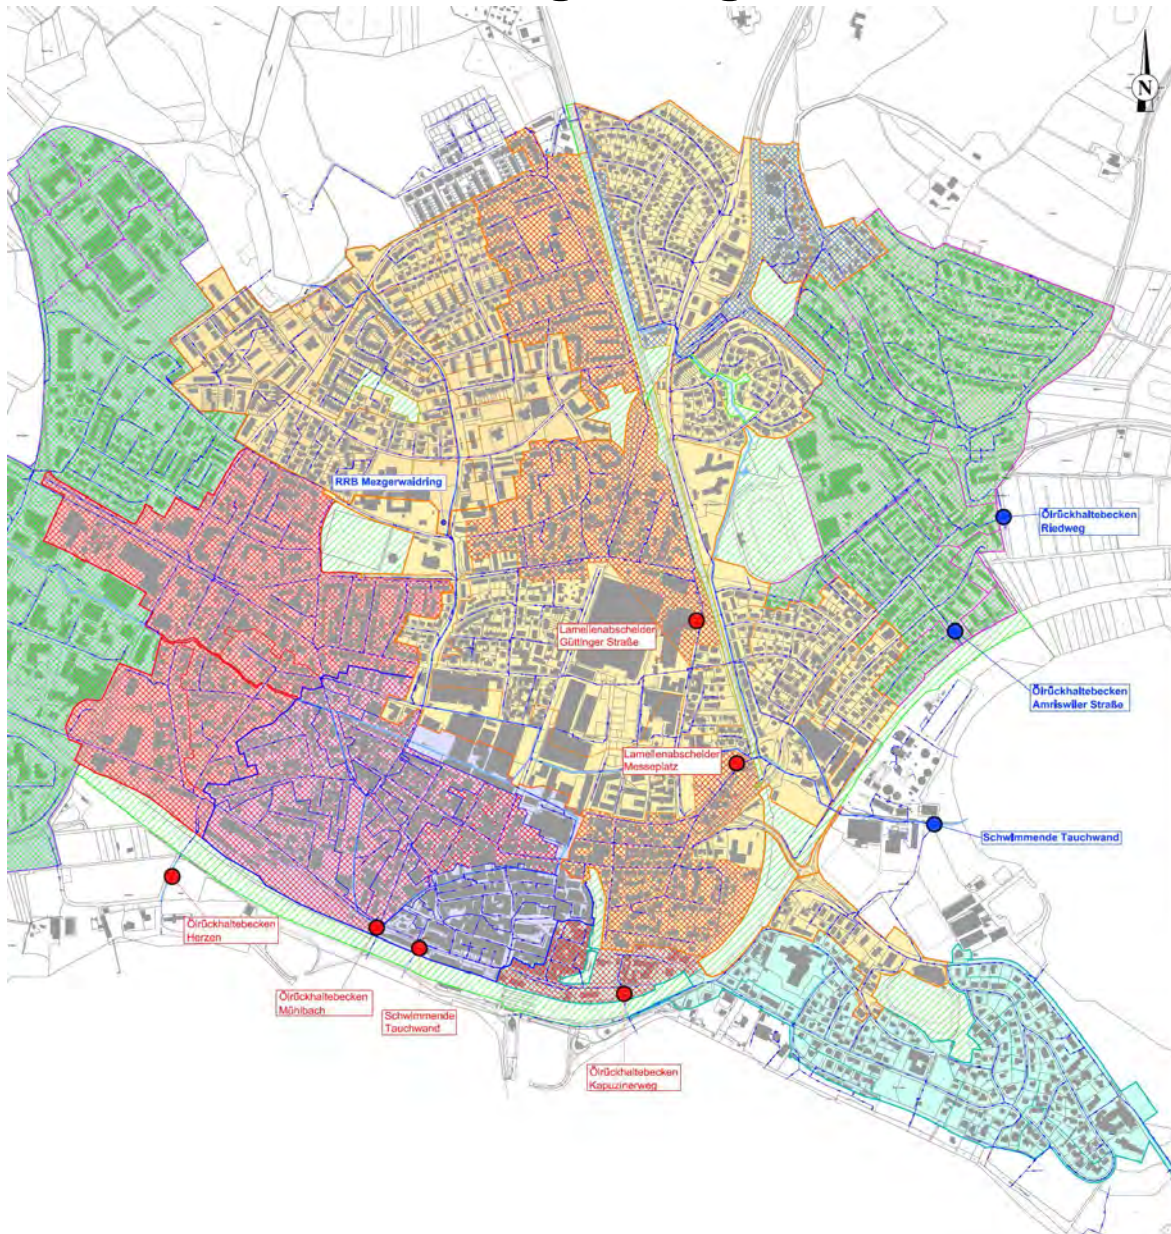 N
RRB Mezgerwaidring
Ölrückhaltebecken
Riedweg
Lamellenabscheider
Güttinger Straße
Ölrückhaltebecken
Amriswiler Straße
Lamellenabscheider
Messeplatz
Schwimmende Tauchwand
Ölrückhaltebecken
Herzen
Ölrückhaltebecken
Mühlbach
Schwimmende
Tauchwand
Ölrückhaltebecken
Kapuzinerweg